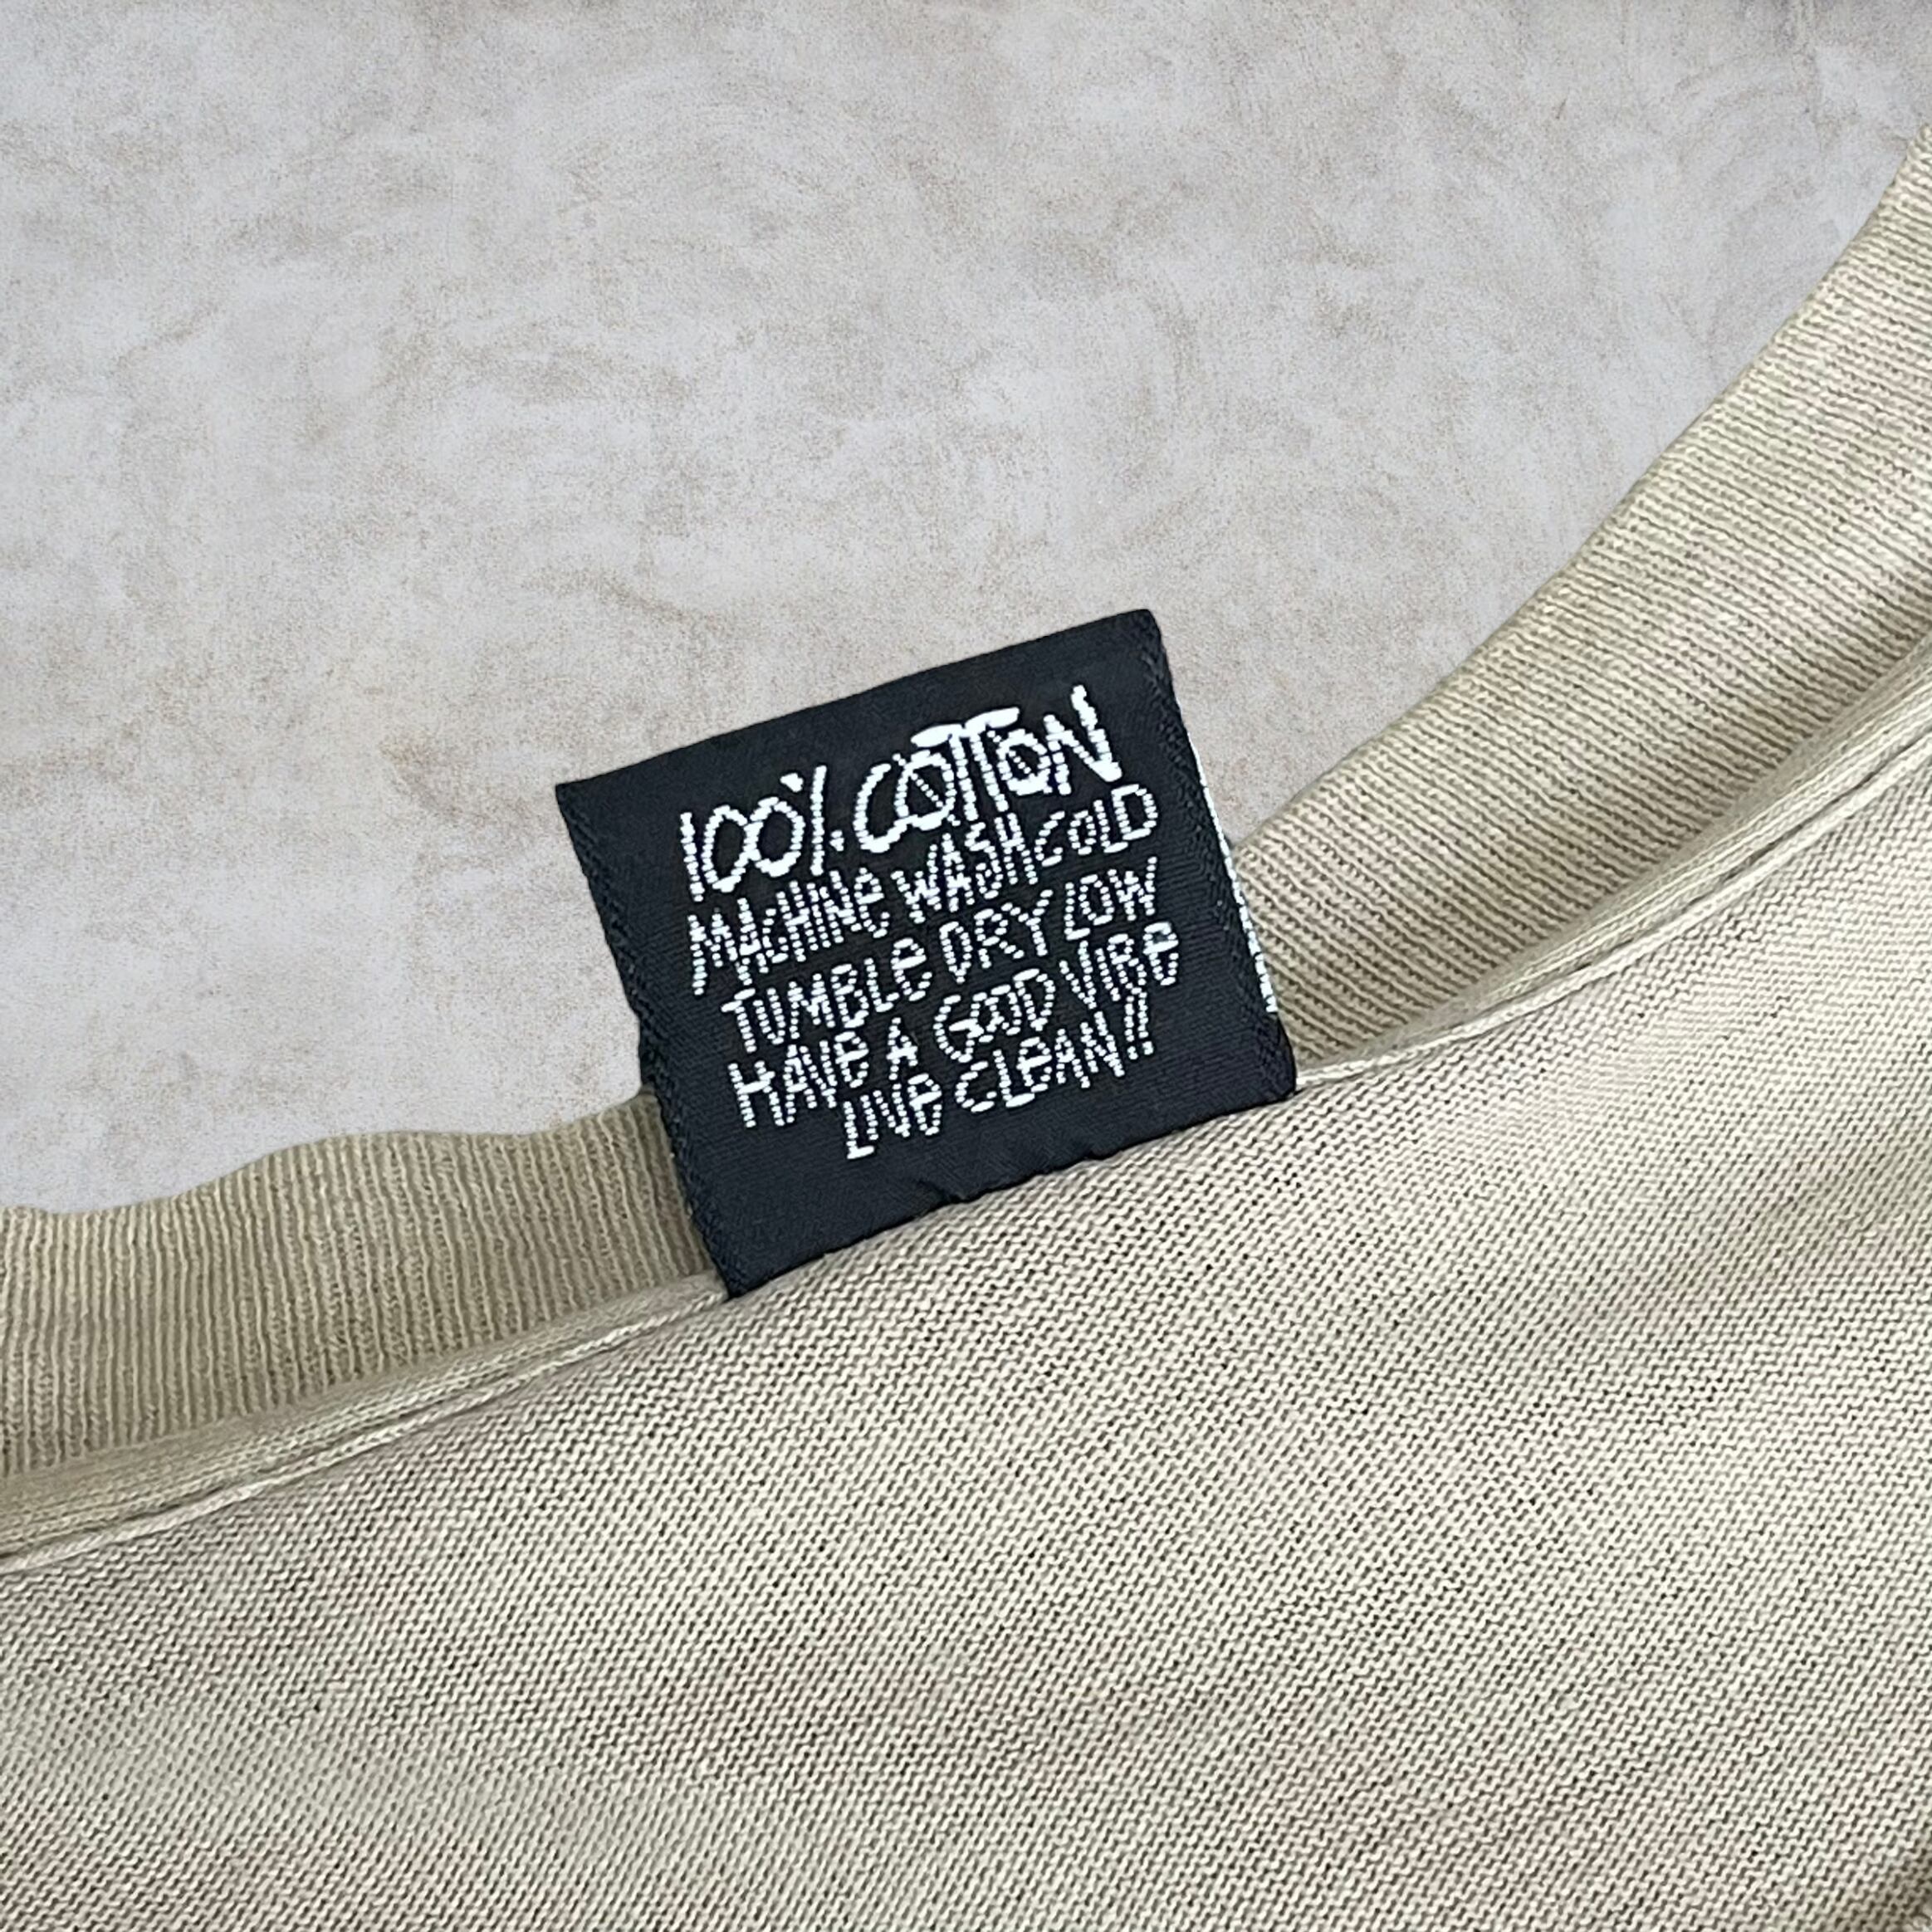 100% COTTON
MACHINe WASH COLD
TUMBLe DRY LOW
HAVe A GOOD VIBe
LIVe CLeAN!!